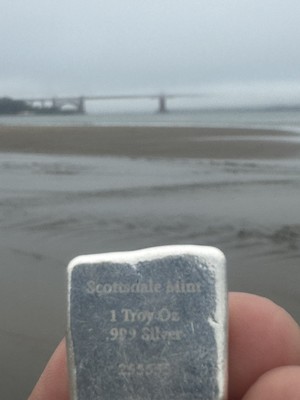 Scottsdale Mint
1 Troy Oz
.999 Silver